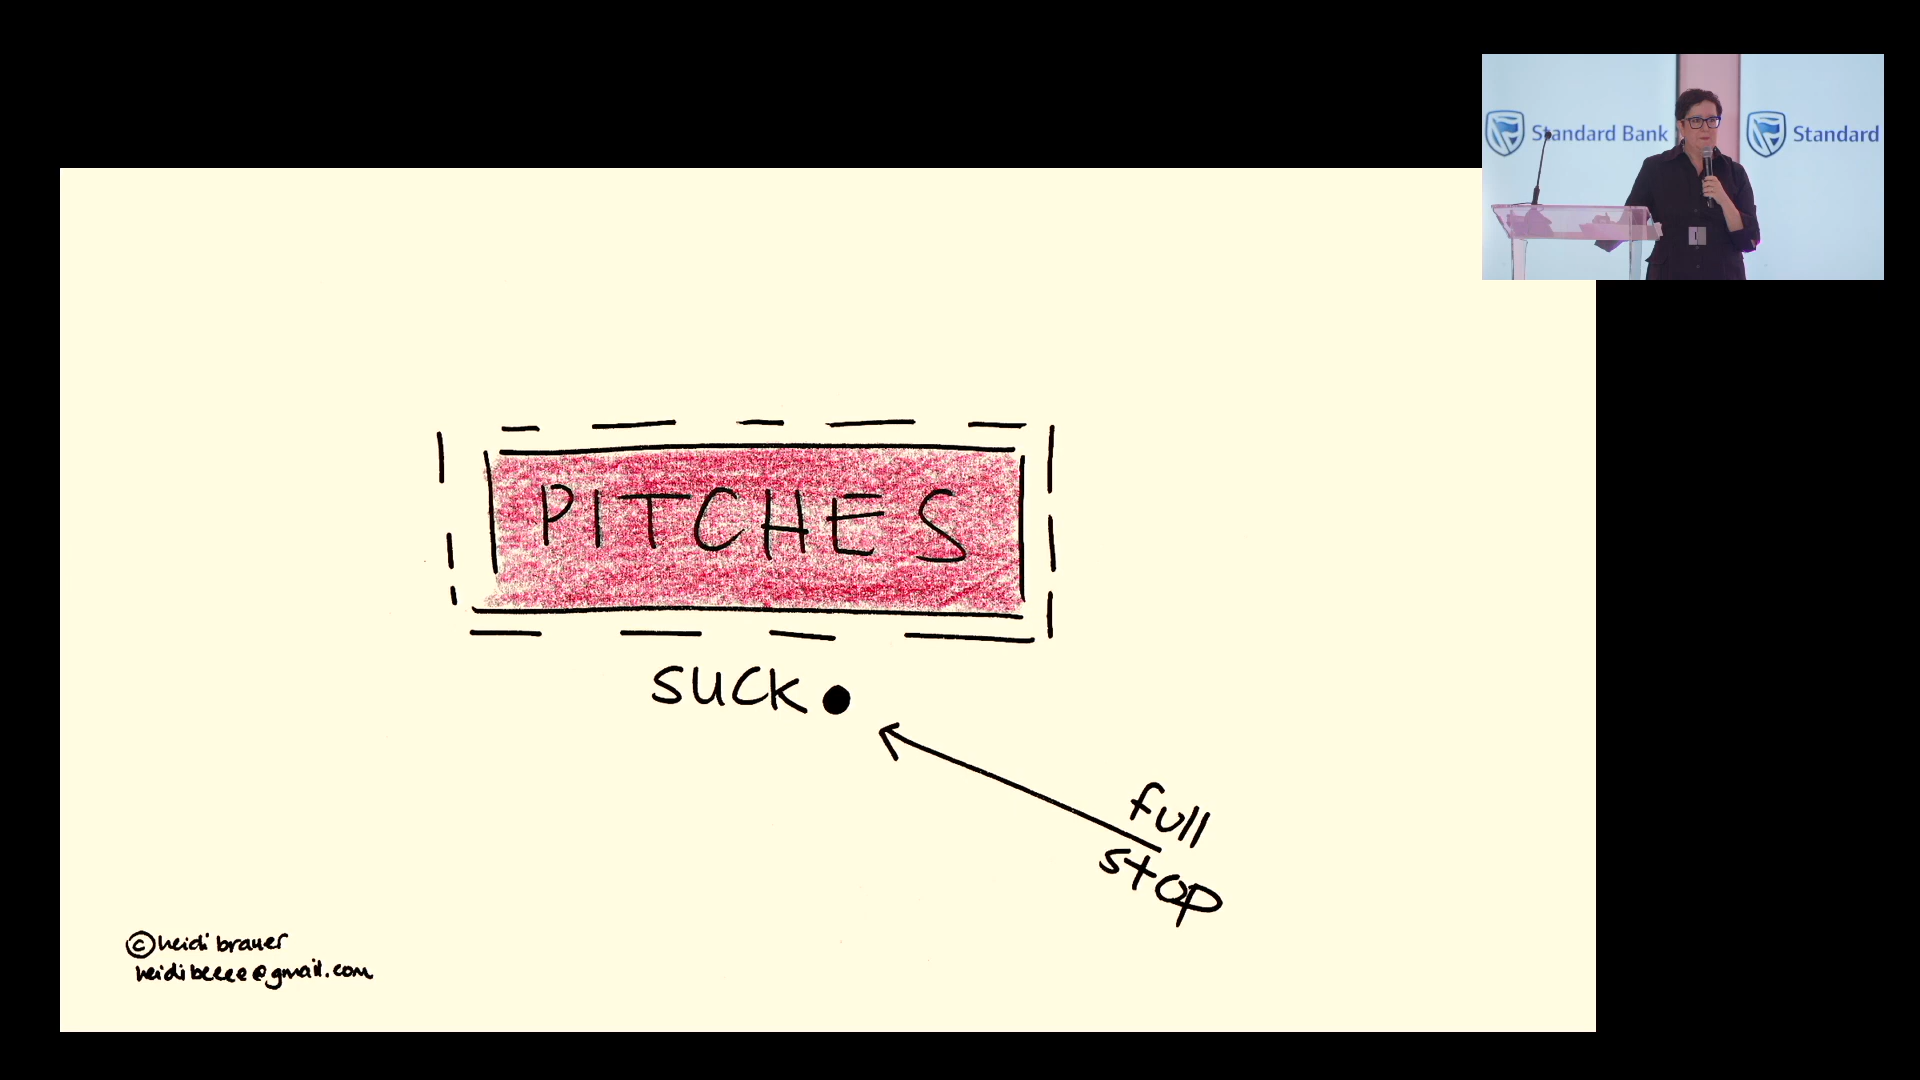 Standard Bank
Standard
PITCHES
suck.
full
stop
© heidi brauer
heidibeeee@gmail.com